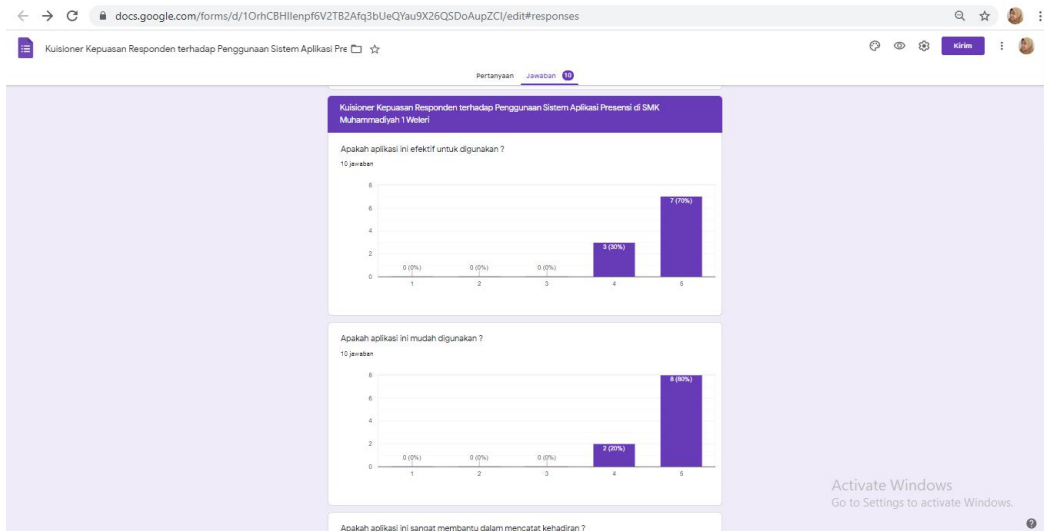 docs.google.com/forms/d/1OrhCBHIlenpf6V2TB2Afq3bUeQYau9X26QSDoAupZCI/edit#responses
Kuisioner Kepuasan Responden terhadap Penggunaan Sistem Aplikasi Pre
Kirim
Pertanyaan Jawaban 10
Kuisioner Kepuasan Responden terhadap Penggunaan Sistem Aplikasi Presensi di SMK
Muhammadiyah 1 Weleri
Apakah aplikasi ini efektif untuk digunakan ?
10 jawaban
8
6
4
2
0
0 (0%) 0 (0%) 0 (0%) 3 (30%) 7 (70%)
1 2 3 4 5
Apakah aplikasi ini mudah digunakan ?
10 jawaban
8
6
4
2
0
0 (0%) 0 (0%) 0 (0%) 2 (20%) 8 (80%)
1 2 3 4 5
Activate Windows
Go to Settings to activate Windows.
Apakah aplikasi ini sangat membantu dalam mencatat kehadiran ?